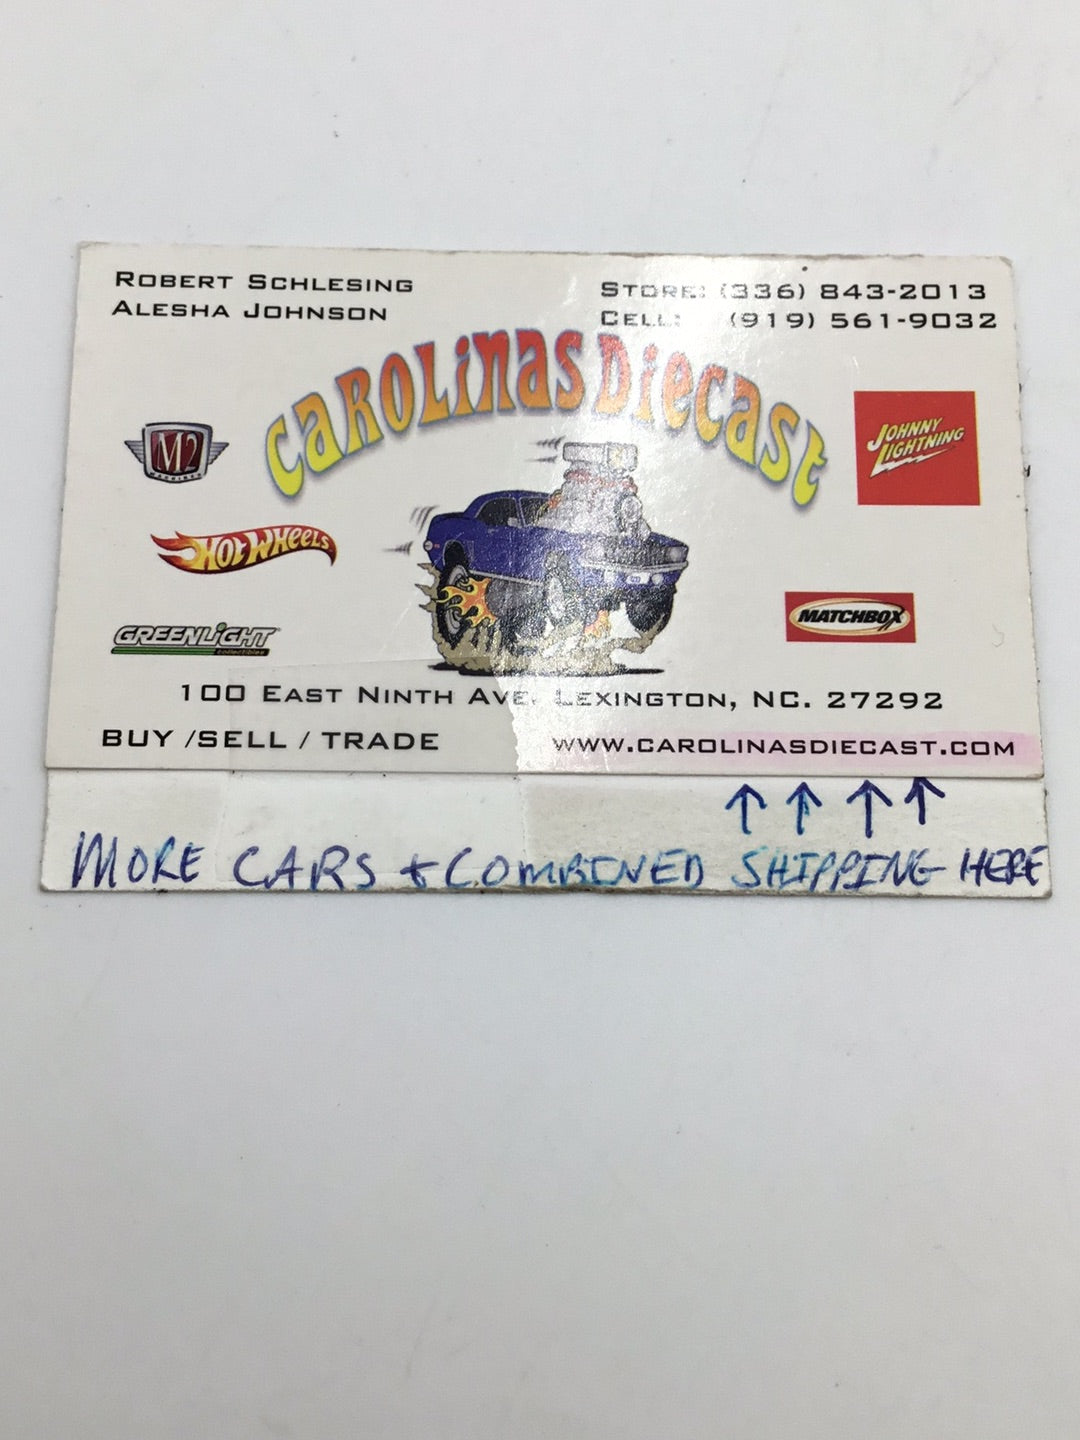 ROBERT SCHLESING
ALESHA JOHNSON
STORE: (336) 843-2013
CELL: (919) 561-9032
CAROLINAS DIECAST
M2
MACHINES
JOHNNY
LIGHTNING
HOT WHEELS
GREENLIGHT
collectibles
MATCHBOX
100 EAST NINTH AVE. LEXINGTON, NC. 27292
BUY /SELL / TRADE
WWW.CAROLINASDIECAST.COM
MORE CARS + COMBINED SHIPPING HERE